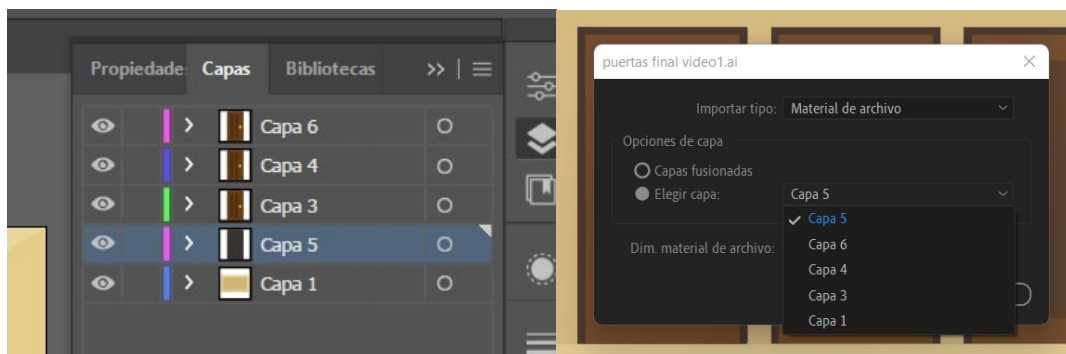 Propiedade: Capas Bibliotecas
Capa 6
Capa 4
Capa 3
Capa 5
Capa 1
puertas final video1.ai
Importar tipo: Material de archivo
Opciones de capa
Capas fusionadas
Elegir capa: Capa 5
Capa 5
Dim. material de archivo:
Capa 6
Capa 4
Capa 3
Capa 1